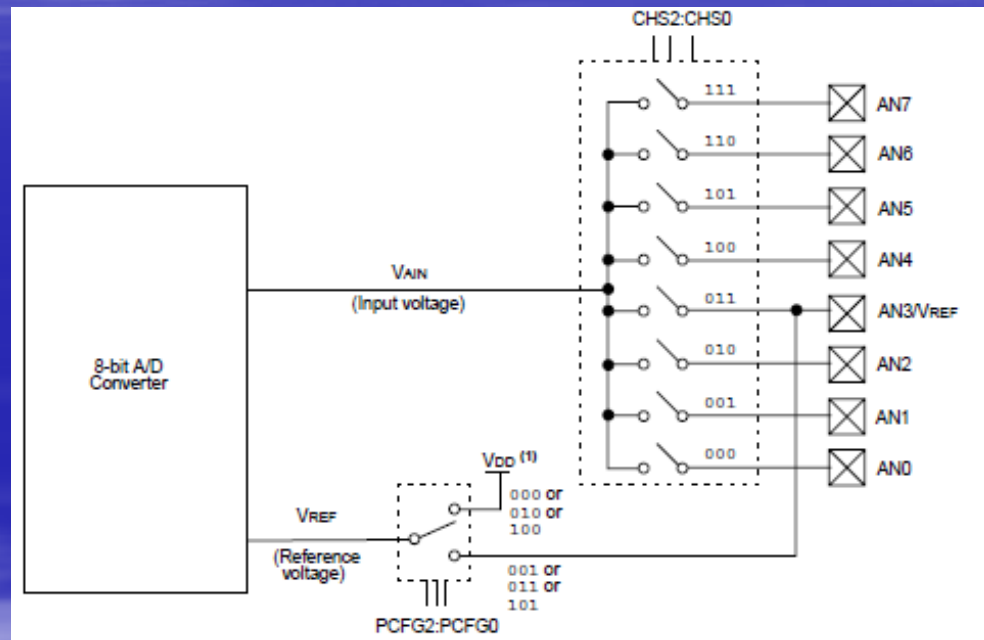 CHS2:CHS0
111
AN7
110
AN6
101
AN5
100
AN4
VAIN
(Input voltage)
011
AN3/VREF
8-bit A/D
Converter
010
AN2
001
AN1
000
AN0
VDD (1)
000 or
010 or
100
VREF
(Reference
voltage)
001 or
011 or
101
PCFG2:PCFG0